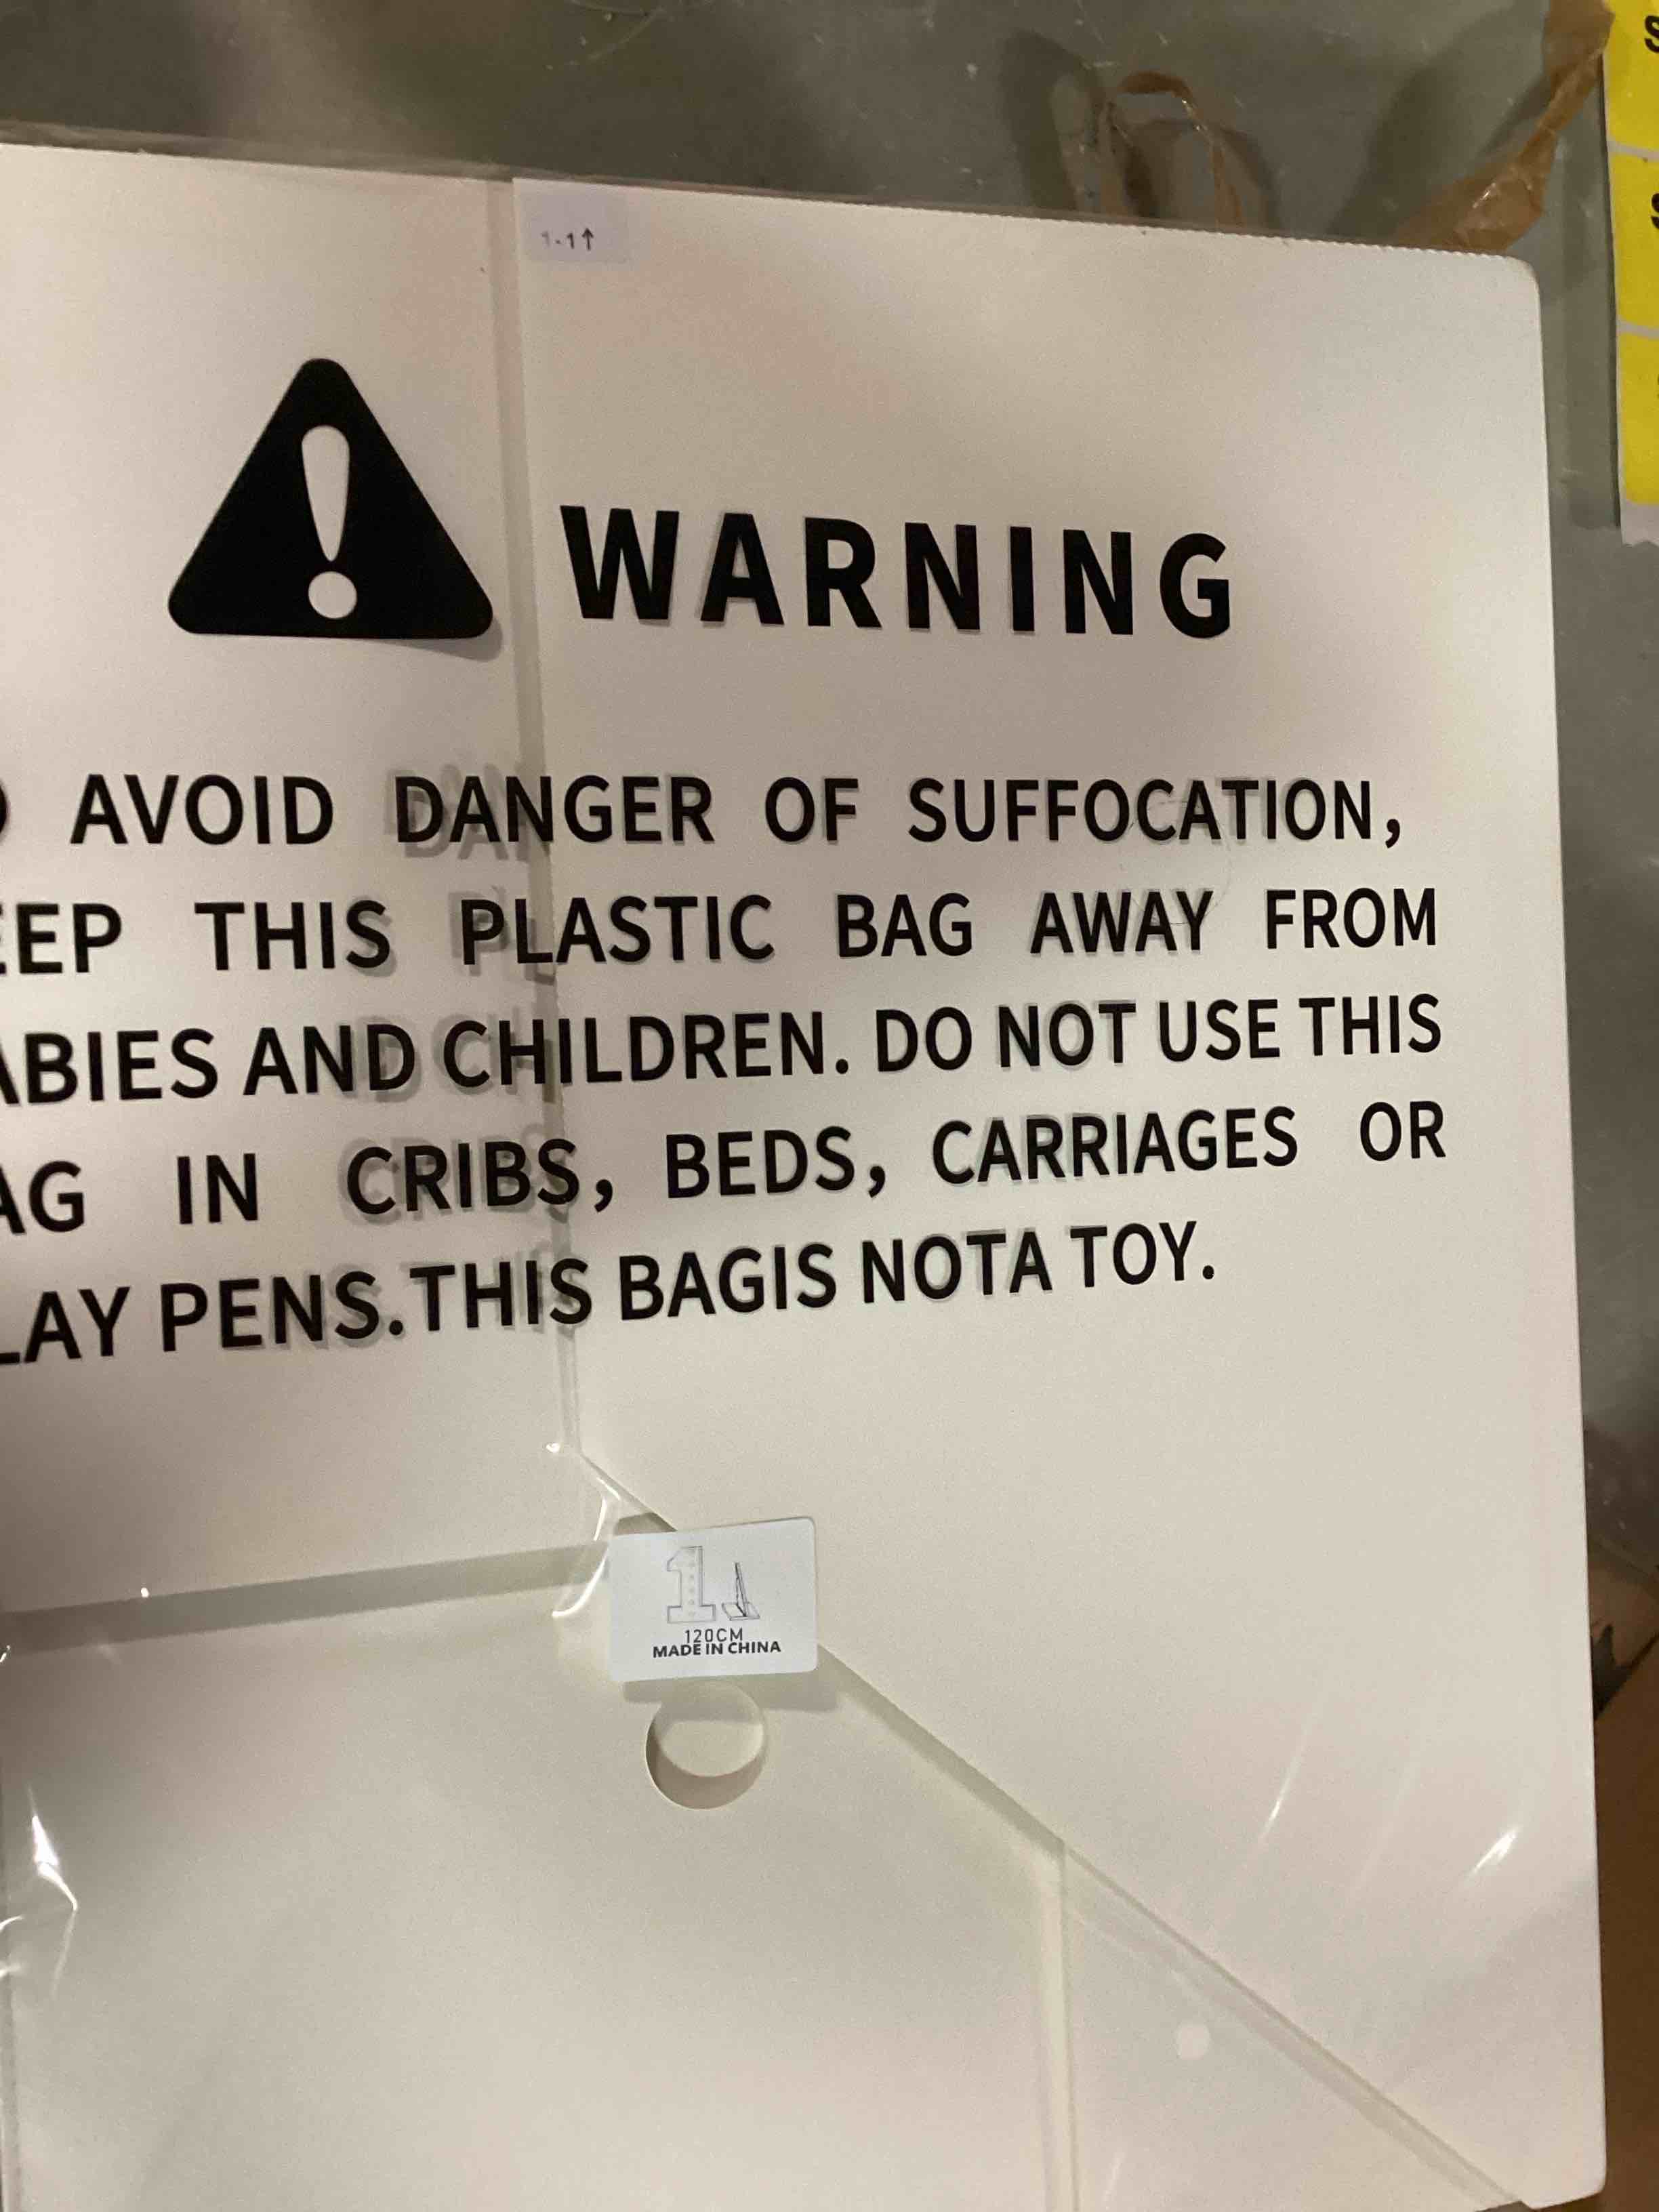 1-1↑
WARNING
AVOID DANGER OF SUFFOCATION,
EEP THIS PLASTIC BAG AWAY FROM
ABIES AND CHILDREN. DO NOT USE THIS
AG IN CRIBS, BEDS, CARRIAGES OR
LAY PENS.THIS BAGIS NOTA TOY.
1
120CM
MADE IN CHINA